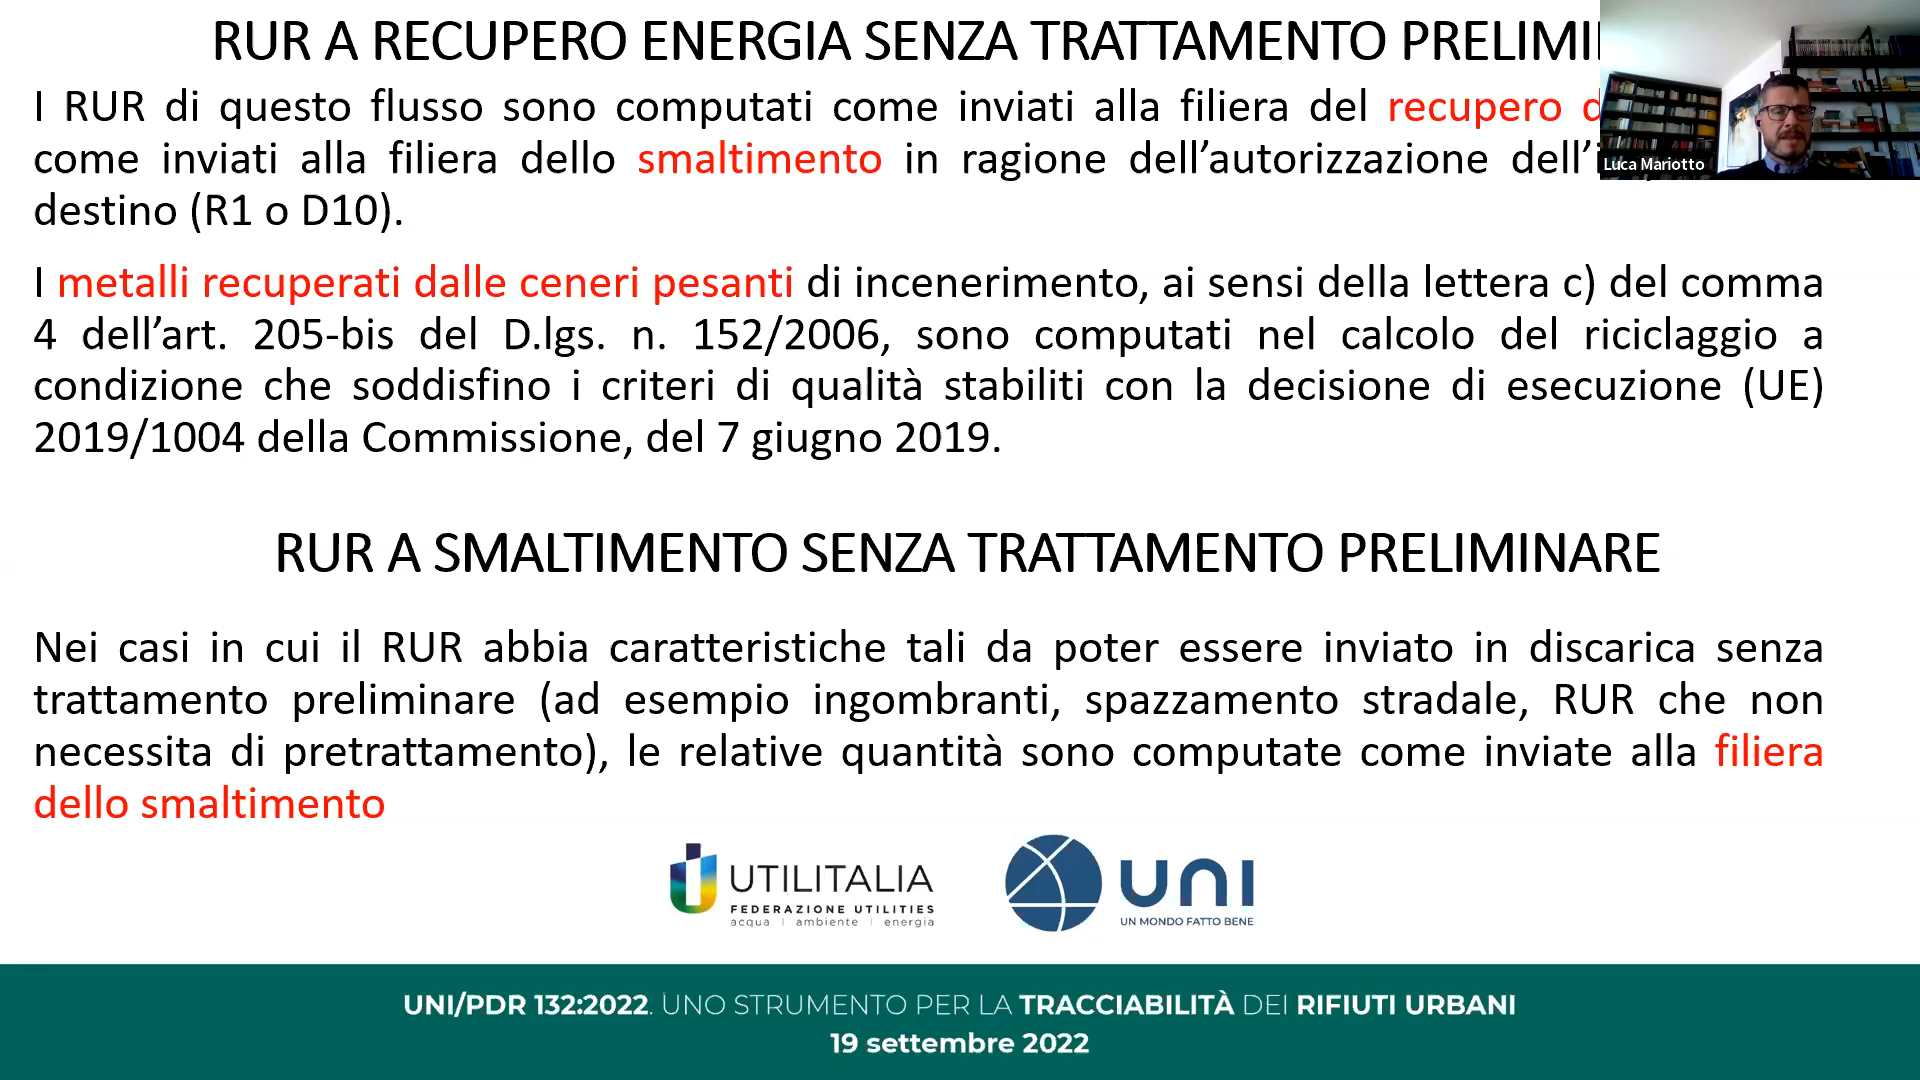 RUR A RECUPERO ENERGIA SENZA TRATTAMENTO
I RUR di questo flusso sono computati come inviati alla filiera del recupero
come inviati alla filiera dello smaltimento in ragione dell’autorizzazione
destino (R1 o D10).
I metalli recuperati dalle ceneri pesanti di incenerimento, ai sensi della lettera c) del comma
4 dell’art. 205-bis del D.lgs. n. 152/2006, sono computati nel calcolo del riciclaggio a
condizione che soddisfino i criteri di qualità stabiliti con la decisione di esecuzione (UE)
2019/1004 della Commissione, del 7 giugno 2019.
RUR A SMALTIMENTO SENZA TRATTAMENTO PRELIMINARE
Nei casi in cui il RUR abbia caratteristiche tali da poter essere inviato in discarica senza
trattamento preliminare (ad esempio ingombranti, spazzamento stradale, RUR che non
necessita di pretrattamento), le relative quantità sono computate come inviate alla filiera
dello smaltimento
Luca Mariotto
UTILITALIA
FEDERAZIONE UTILITIES
acqua | ambiente | energia
UNI
UN MONDO FATTO BENE
UNI/PDR 132:2022. UNO STRUMENTO PER LA TRACCIABILITÀ DEI RIFIUTI URBANI
19 settembre 2022